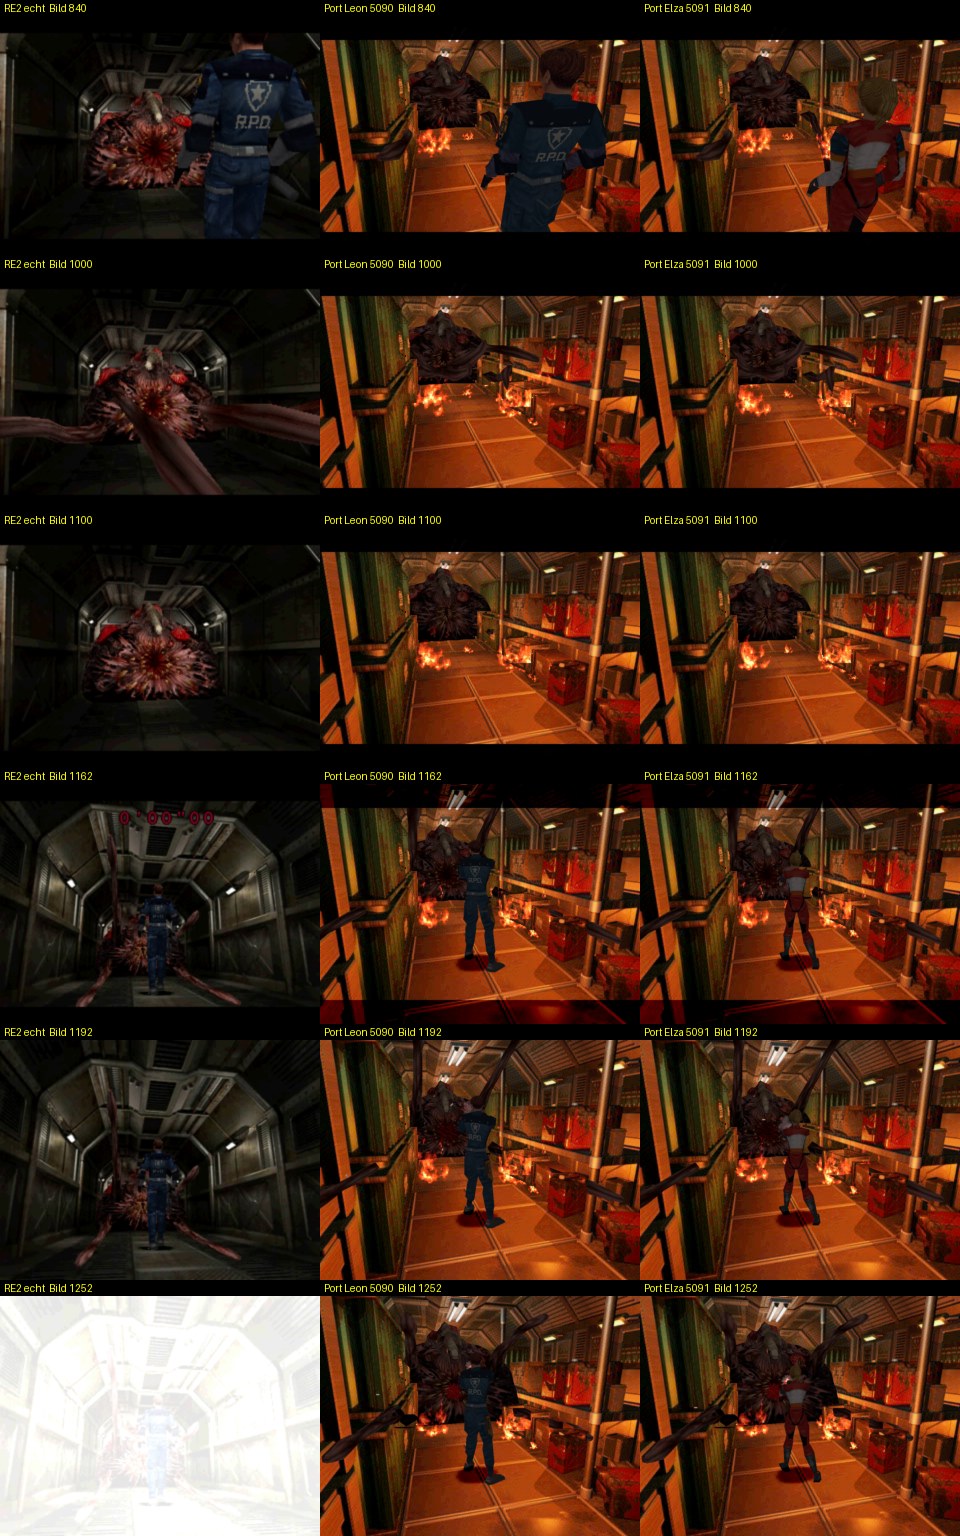 RE2 echt Bild 840
Port Leon 5090 Bild 840
Port Elza 5091 Bild 840
R.P.D.
R.P.D.
RE2 echt Bild 1000
Port Leon 5090 Bild 1000
Port Elza 5091 Bild 1000
RE2 echt Bild 1100
Port Leon 5090 Bild 1100
Port Elza 5091 Bild 1100
RE2 echt Bild 1162
Port Leon 5090 Bild 1162
Port Elza 5091 Bild 1162
0'00"00
RE2 echt Bild 1192
Port Leon 5090 Bild 1192
Port Elza 5091 Bild 1192
RE2 echt Bild 1252
Port Leon 5090 Bild 1252
Port Elza 5091 Bild 1252
RPD